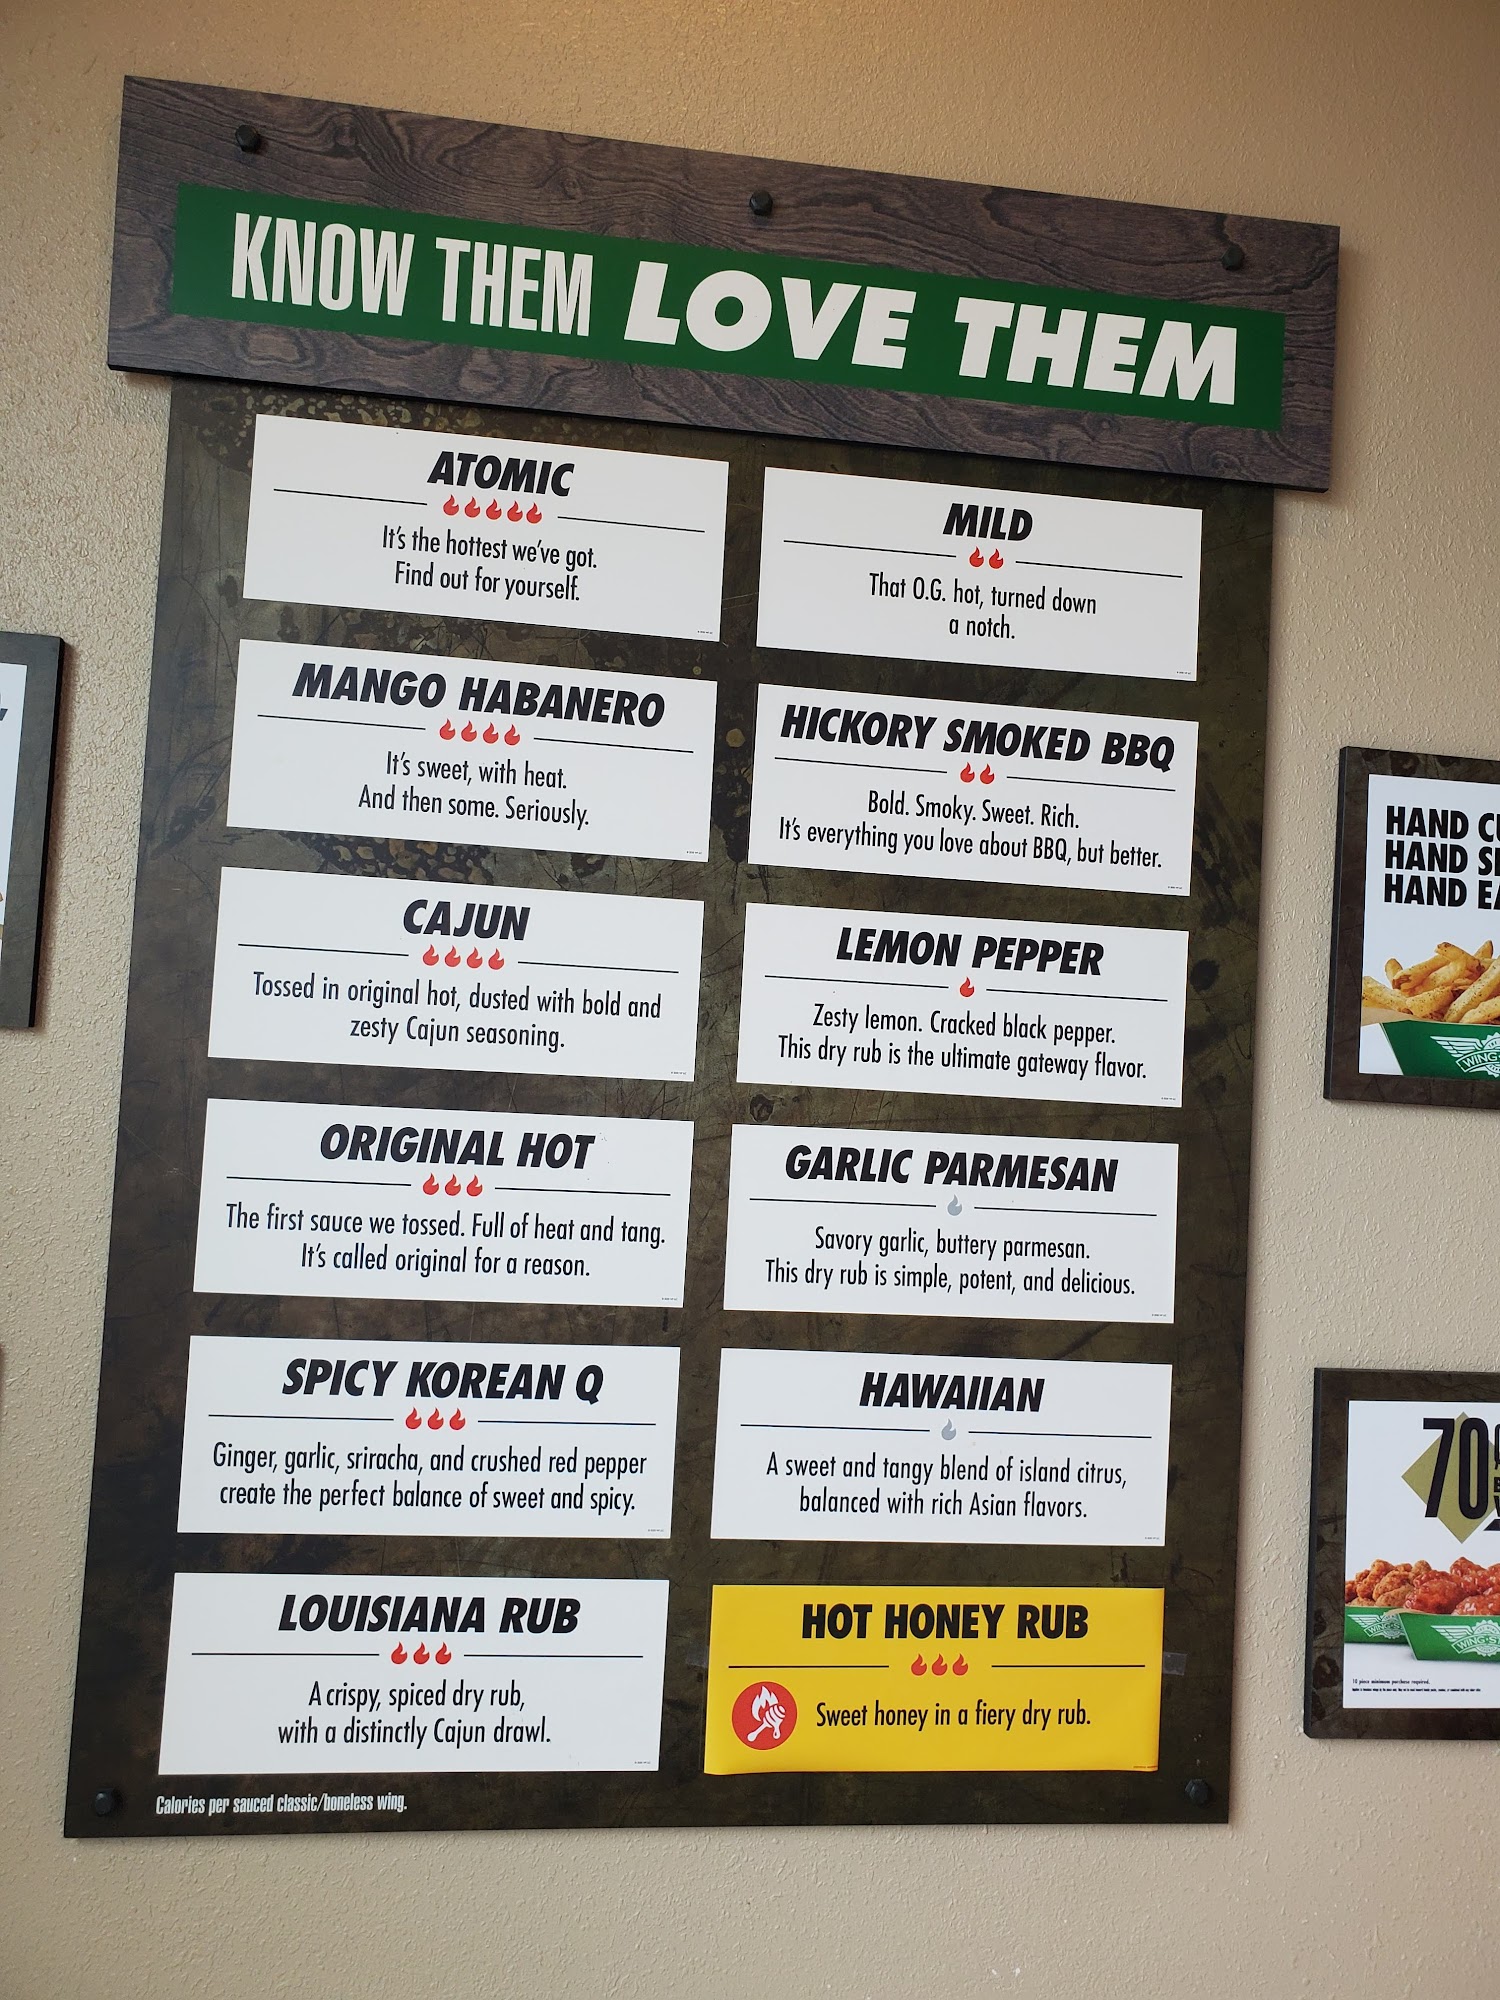 KNOW THEM LOVE THEM
ATOMIC
It's the hottest we've got.
Find out for yourself.
MANGO HABANERO
It's sweet, with heat.
And then some. Seriously.
CAJUN
Tossed in original hot, dusted with bold and
zesty Cajun seasoning.
ORIGINAL HOT
The first sauce we tossed. Full of heat and tang.
It's called original for a reason.
SPICY KOREAN Q
Ginger, garlic, sriracha, and crushed red pepper
create the perfect balance of sweet and spicy.
LOUISIANA RUB
A crispy, spiced dry rub,
with a distinctly Cajun drawl.
MILD
That O.G. hot, turned down
a notch.
HICKORY SMOKED BBQ
Bold. Smoky. Sweet. Rich.
It's everything you love about BBQ, but better.
LEMON PEPPER
Zesty lemon. Cracked black pepper.
This dry rub is the ultimate gateway flavor.
GARLIC PARMESAN
Savory garlic, buttery parmesan.
This dry rub is simple, potent, and delicious.
HAWAIIAN
A sweet and tangy blend of island citrus,
balanced with rich Asian flavors.
HOT HONEY RUB
Sweet honey in a fiery dry rub.
Calories per sauced classic/boneless wing.
HAND
HAND
HAND
70
10 piece minimum purchase required.